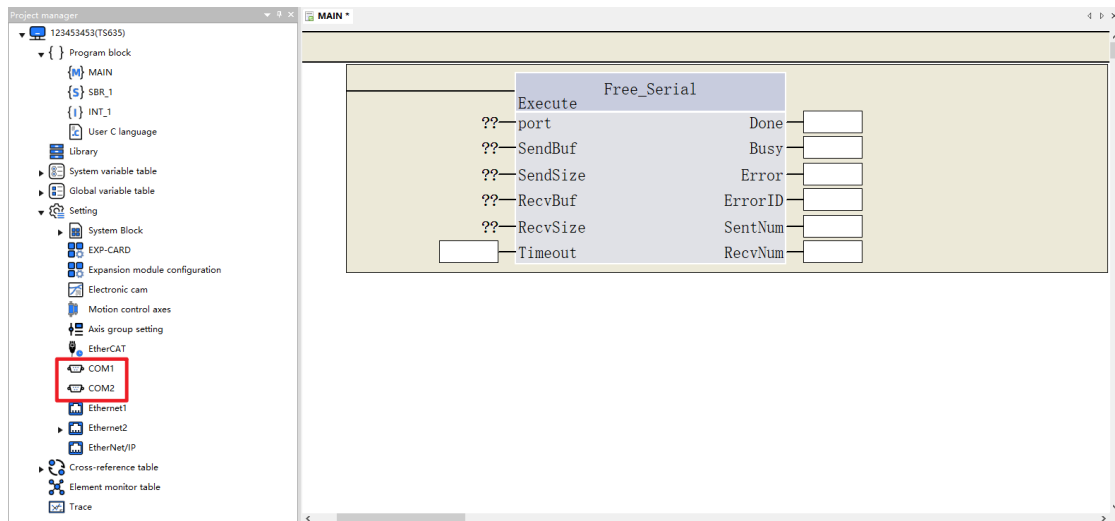 Project manager
123453453(TS635)
{ } Program block
{M} MAIN
{S} SBR_1
{I} INT_1
User C language
Library
System variable table
Global variable table
Setting
System Block
EXP-CARD
Expansion module configuration
Electronic cam
Motion control axes
Axis group setting
EtherCAT
COM1
COM2
Ethernet1
Ethernet2
EtherNet/IP
Cross-reference table
Element monitor table
Trace
MAIN *
Free_Serial
Execute
?? port Done
?? SendBuf Busy
?? SendSize Error
?? RecvBuf ErrorID
?? RecvSize SentNum
Timeout RecvNum